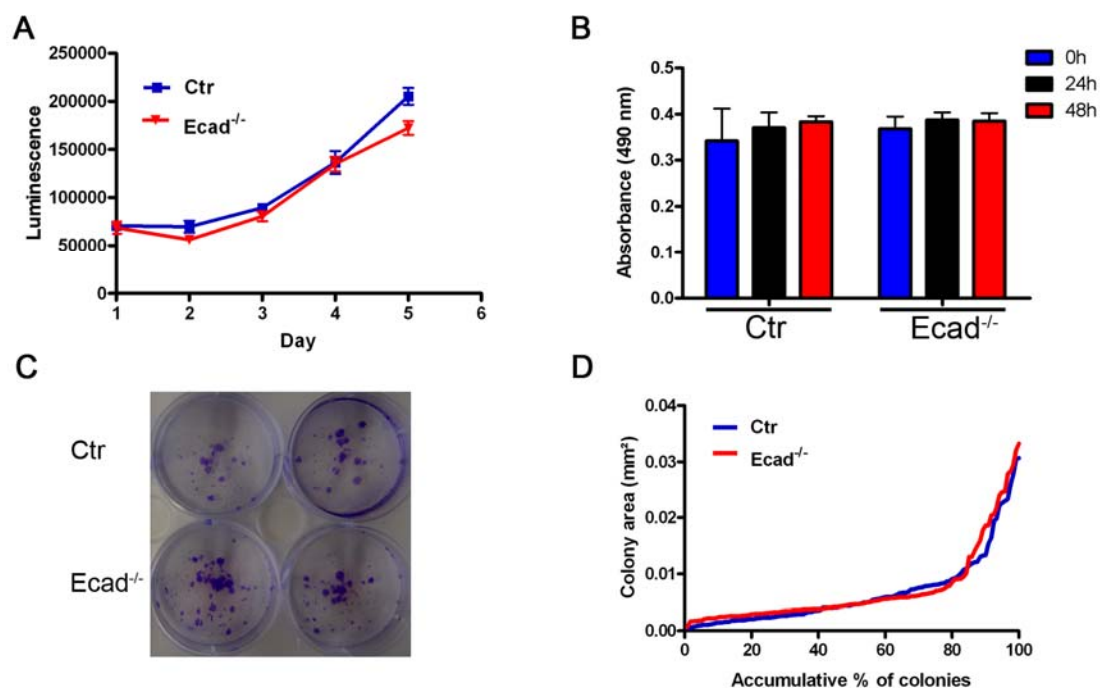 A
250000
200000
150000
100000
50000
0
Luminescence
Ctr
Ecad-/-
1 2 3 4 5 6
Day
B
0h
24h
48h
0.5
0.4
0.3
0.2
0.1
0.0
Absorbance (490 nm)
Ctr
Ecad-/-
C
Ctr
Ecad-/-
D
0.04
0.03
0.02
0.01
0.00
Colony area (mm²)
Ctr
Ecad-/-
0 20 40 60 80 100
Accumulative % of colonies